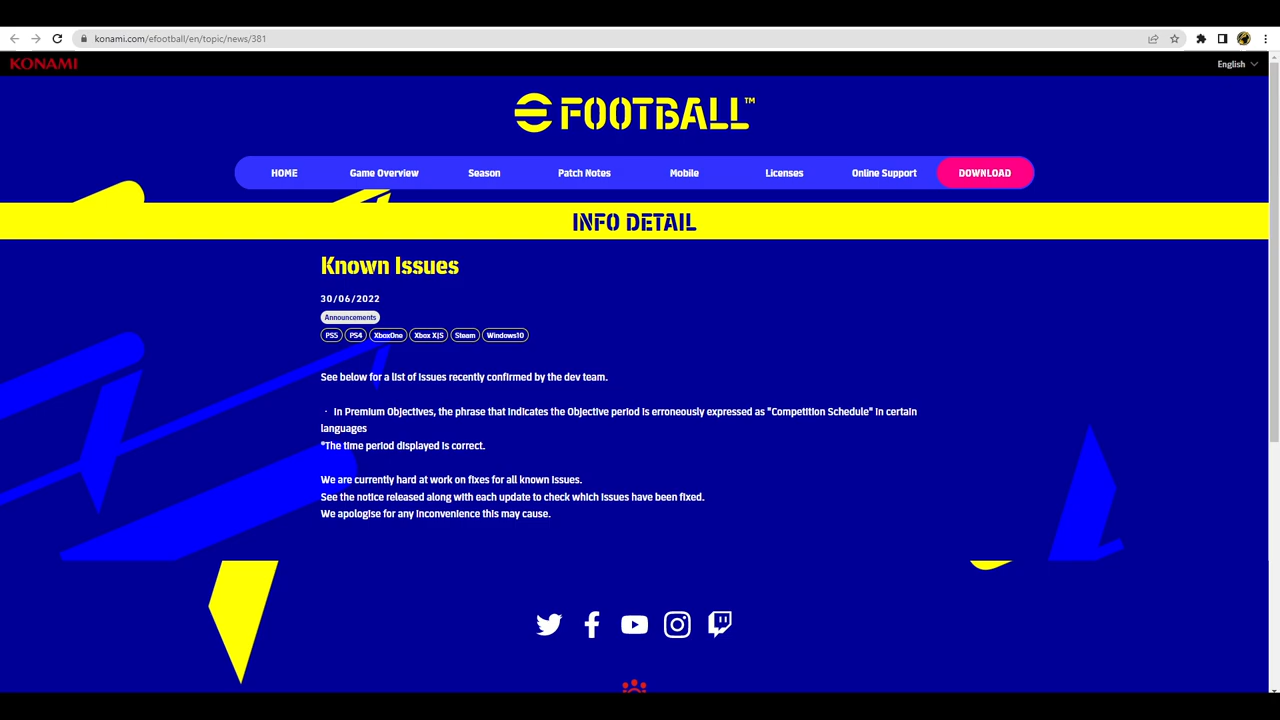 konami.com/efootball/en/topic/news/381
KONAMI
English
FOOTBALL™
HOME
Game Overview
Season
Patch Notes
Mobile
Licenses
Online Support
DOWNLOAD
INFO DETAIL
Known Issues
30/06/2022
Announcements
PS5 PS4 XboxOne Xbox X|S Steam Windows10
See below for a list of issues recently confirmed by the dev team.
・ In Premium Objectives, the phrase that indicates the Objective period is erroneously expressed as "Competition Schedule" in certain
languages
*The time period displayed is correct.
We are currently hard at work on fixes for all known issues.
See the notice released along with each update to check which issues have been fixed.
We apologise for any inconvenience this may cause.